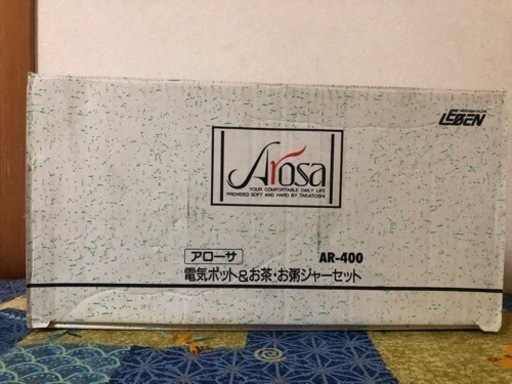 LEBEN
Arosa
YOUR COMFORTABLE DAILY LIFE
PROVIDED SOFT AND HARD BY TAKATOSHI
アローサ AR-400
電気ポット&お茶・お粥ジャーセット